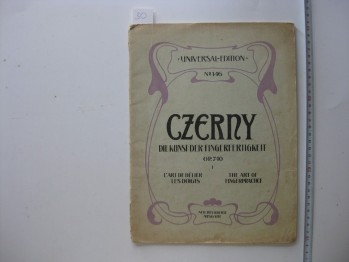 UNIVERSAL-EDITION
No 146
CZERNY
DIE KUNST DER FINGERFERTIGKEIT
OP. 740
I
L'ART DE DÉLIER THE ART OF
LES DOIGTS FINGERPRACTICE